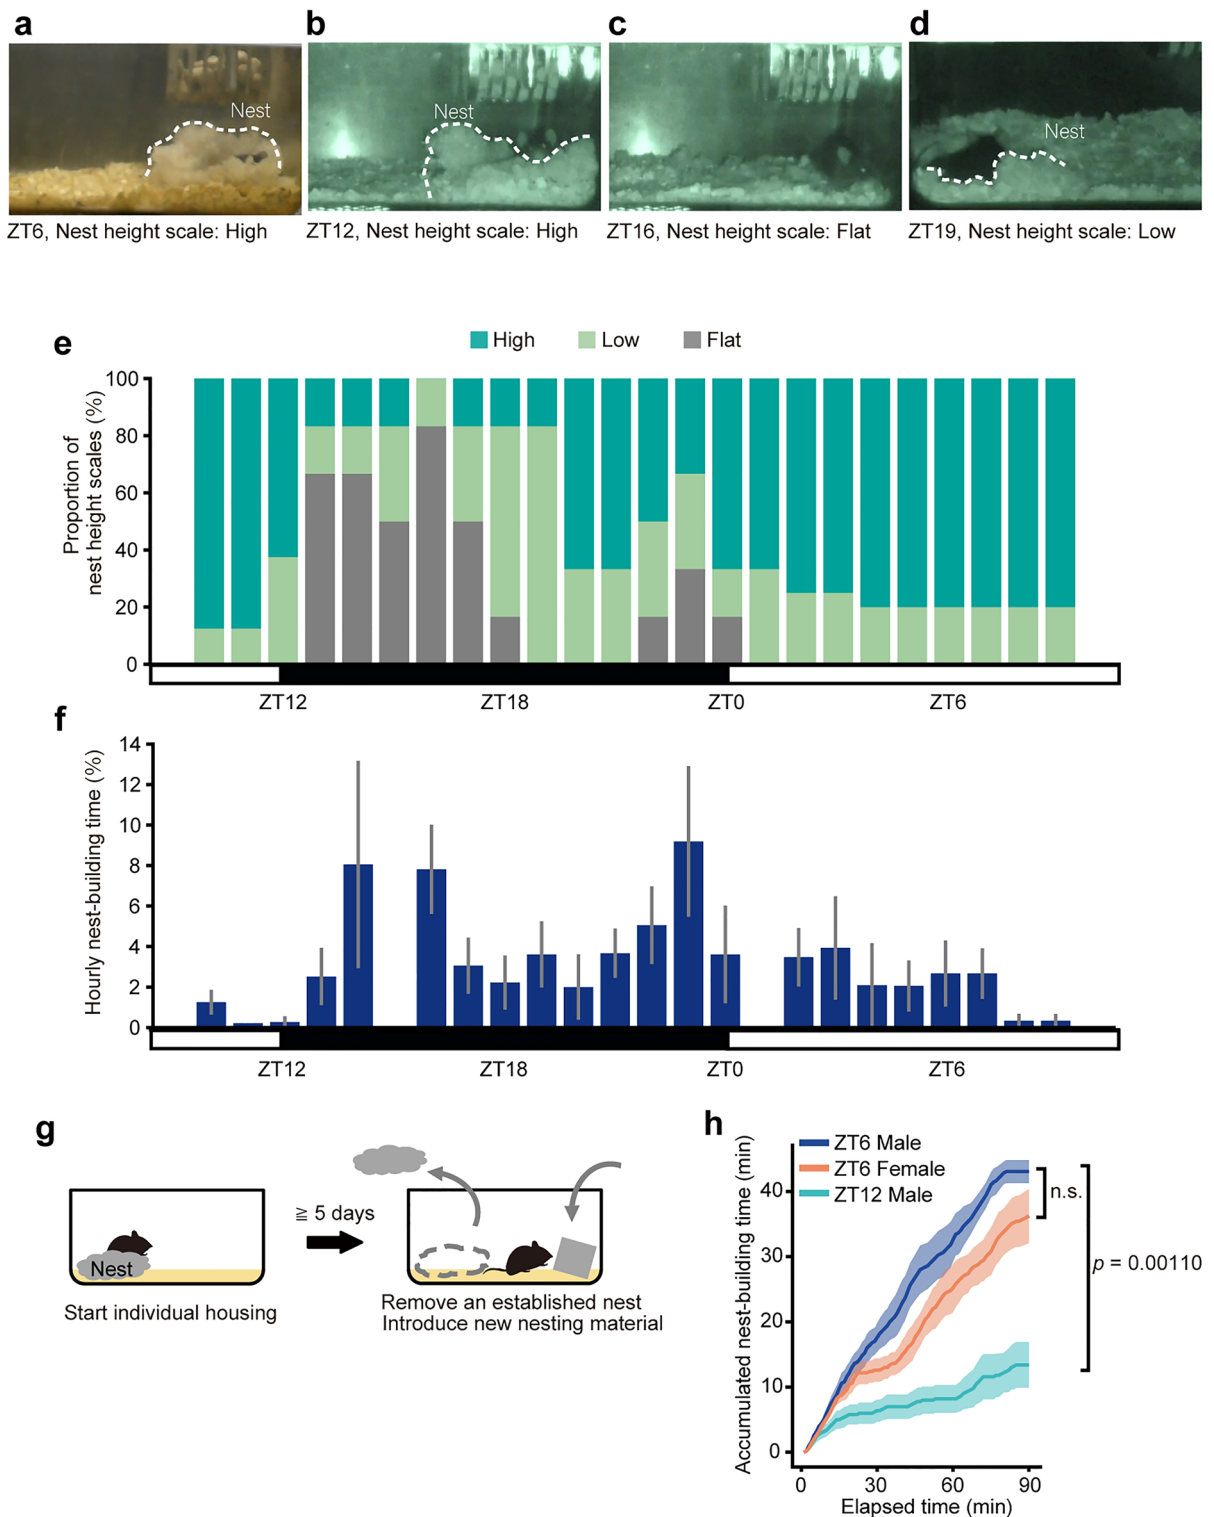 a
b
c
d
Nest
Nest
Nest
ZT6, Nest height scale: High
ZT12, Nest height scale: High
ZT16, Nest height scale: Flat
ZT19, Nest height scale: Low
e
High
Low
Flat
Proportion of
nest height scales (%)
100
80
60
40
20
0
ZT12
ZT18
ZT0
ZT6
f
Hourly nest-building time (%)
14
12
10
8
6
4
2
0
ZT12
ZT18
ZT0
ZT6
g
Nest
Start individual housing
≧ 5 days
Remove an established nest
Introduce new nesting material
h
ZT6 Male
ZT6 Female
ZT12 Male
Accumulated nest-building time (min)
40
30
20
10
0
0
30
60
90
Elapsed time (min)
n.s.
p = 0.00110